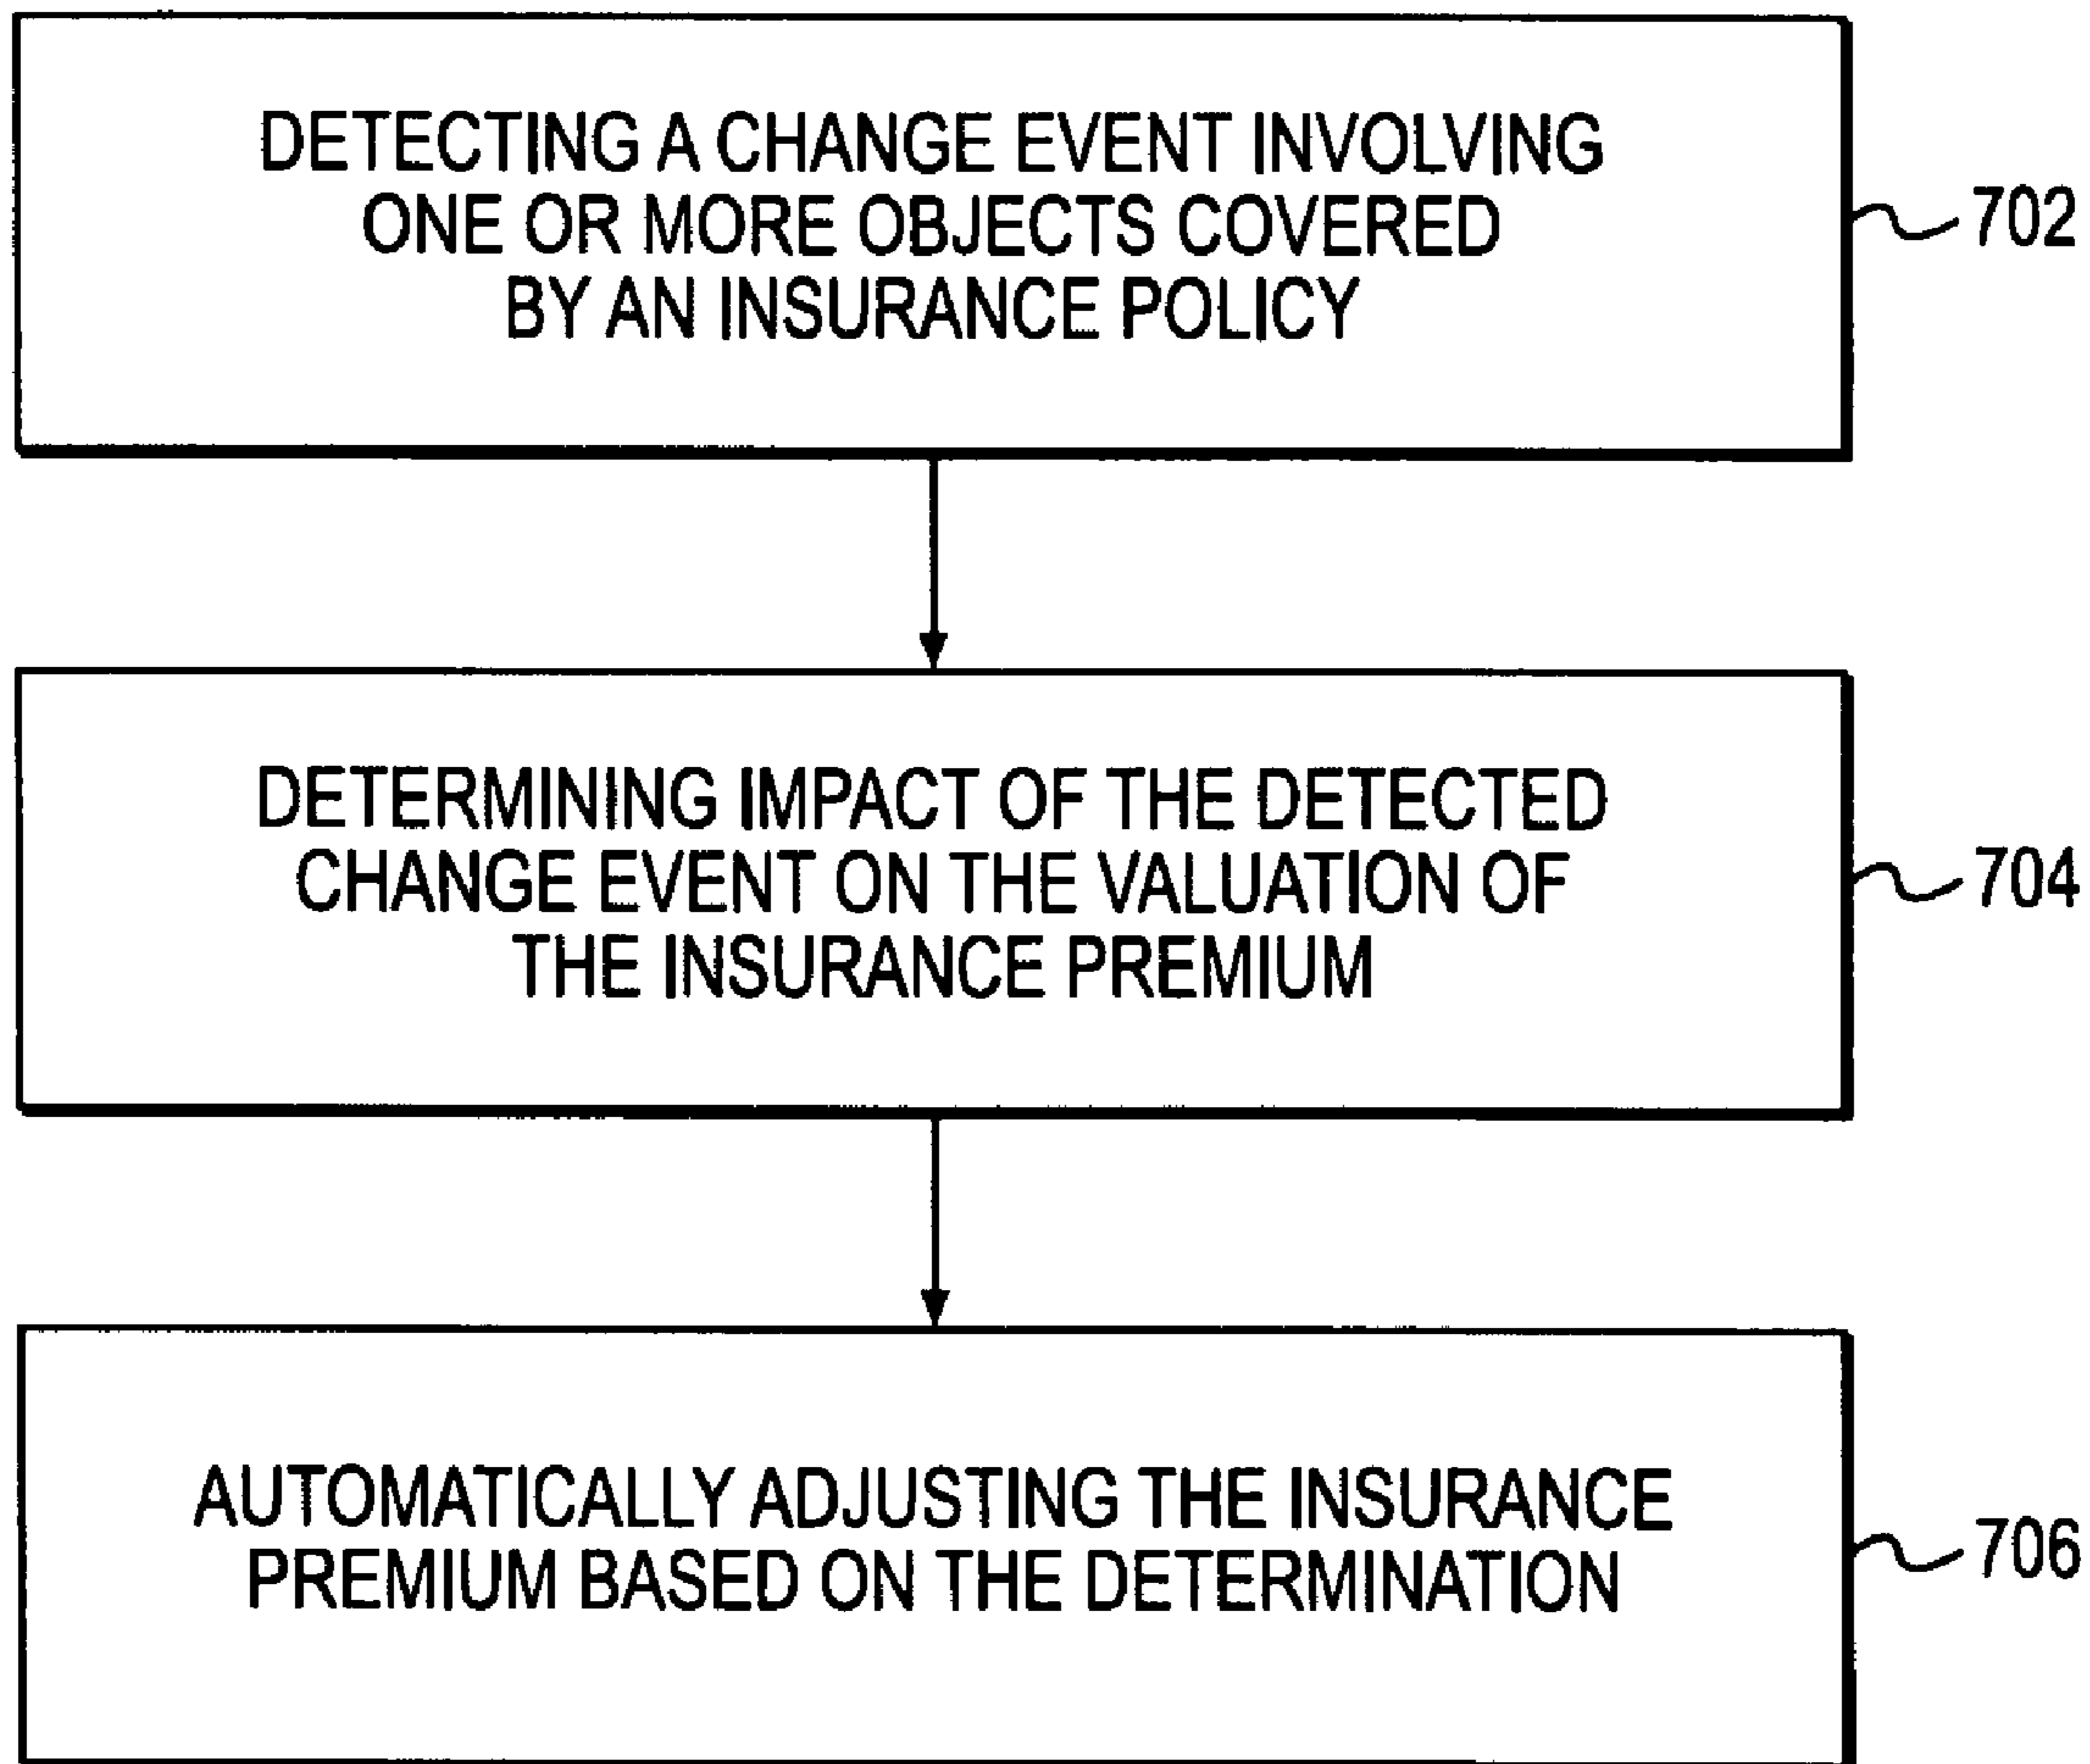 DETECTING A CHANGE EVENT INVOLVING
ONE OR MORE OBJECTS COVERED
BY AN INSURANCE POLICY
702
DETERMINING IMPACT OF THE DETECTED
CHANGE EVENT ON THE VALUATION OF
THE INSURANCE PREMIUM
704
AUTOMATICALLY ADJUSTING THE INSURANCE
PREMIUM BASED ON THE DETERMINATION
706